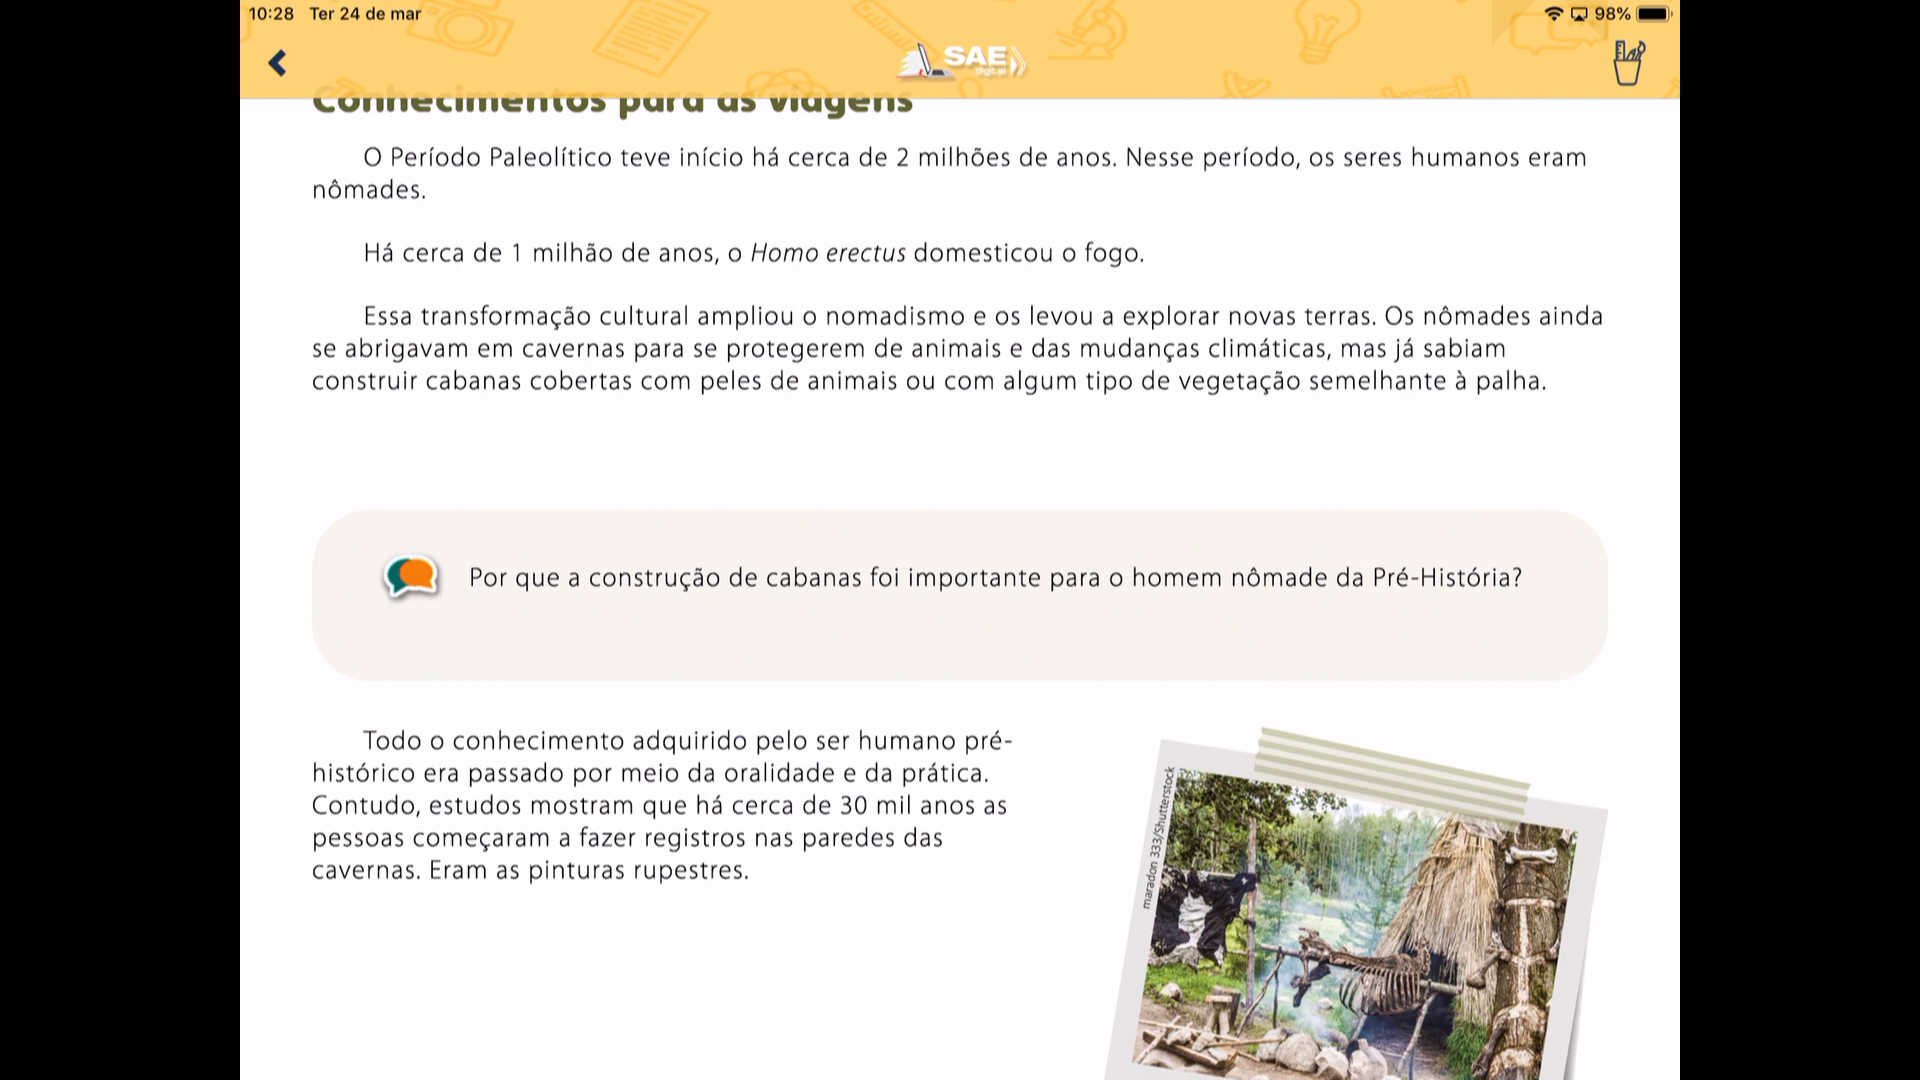 10:28 Ter 24 de mar
98%
SAE
digital
Conhecimentos para as viagens
O Período Paleolítico teve início há cerca de 2 milhões de anos. Nesse período, os seres humanos eram
nômades.
Há cerca de 1 milhão de anos, o Homo erectus domesticou o fogo.
Essa transformação cultural ampliou o nomadismo e os levou a explorar novas terras. Os nômades ainda
se abrigavam em cavernas para se protegerem de animais e das mudanças climáticas, mas já sabiam
construir cabanas cobertas com peles de animais ou com algum tipo de vegetação semelhante à palha.
Por que a construção de cabanas foi importante para o homem nômade da Pré-História?
Todo o conhecimento adquirido pelo ser humano pré-
histórico era passado por meio da oralidade e da prática.
Contudo, estudos mostram que há cerca de 30 mil anos as
pessoas começaram a fazer registros nas paredes das
cavernas. Eram as pinturas rupestres.
maradon 333/Shutterstock